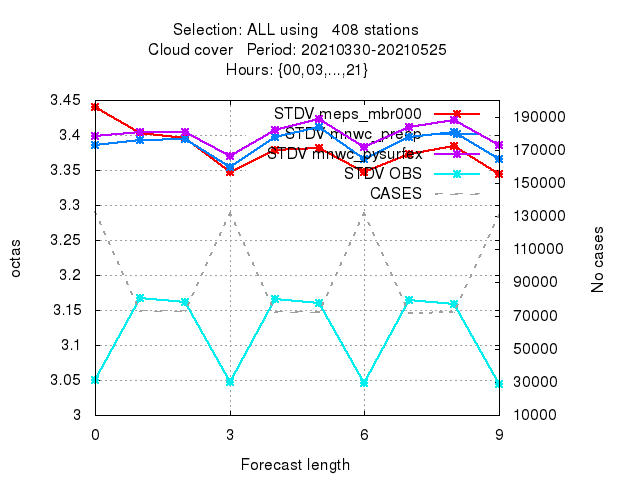 Selection: ALL using   408 stations
Cloud cover   Period: 20210330-20210525
Hours: {00,03,...,21}
3.45
3.4
3.35
3.3
3.25
3.2
3.15
3.1
3.05
3
octas
STDV meps_mbr000
STDV mnwc_preop
STDV mnwc_pysurfex
STDV OBS
CASES
190000
170000
150000
130000
110000
90000
70000
50000
30000
10000
No cases
0
3
6
9
Forecast length